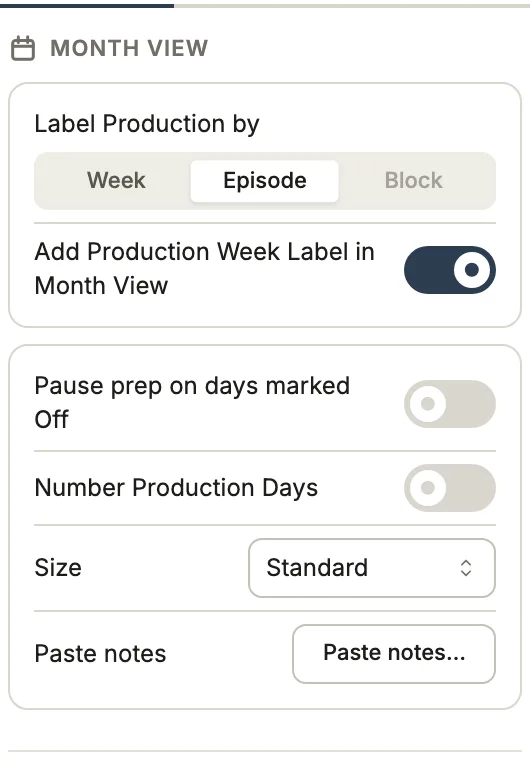 MONTH VIEW
Label Production by
Week Episode Block
Add Production Week Label in
Month View
Pause prep on days marked
Off
Number Production Days
Size Standard
Paste notes Paste notes...